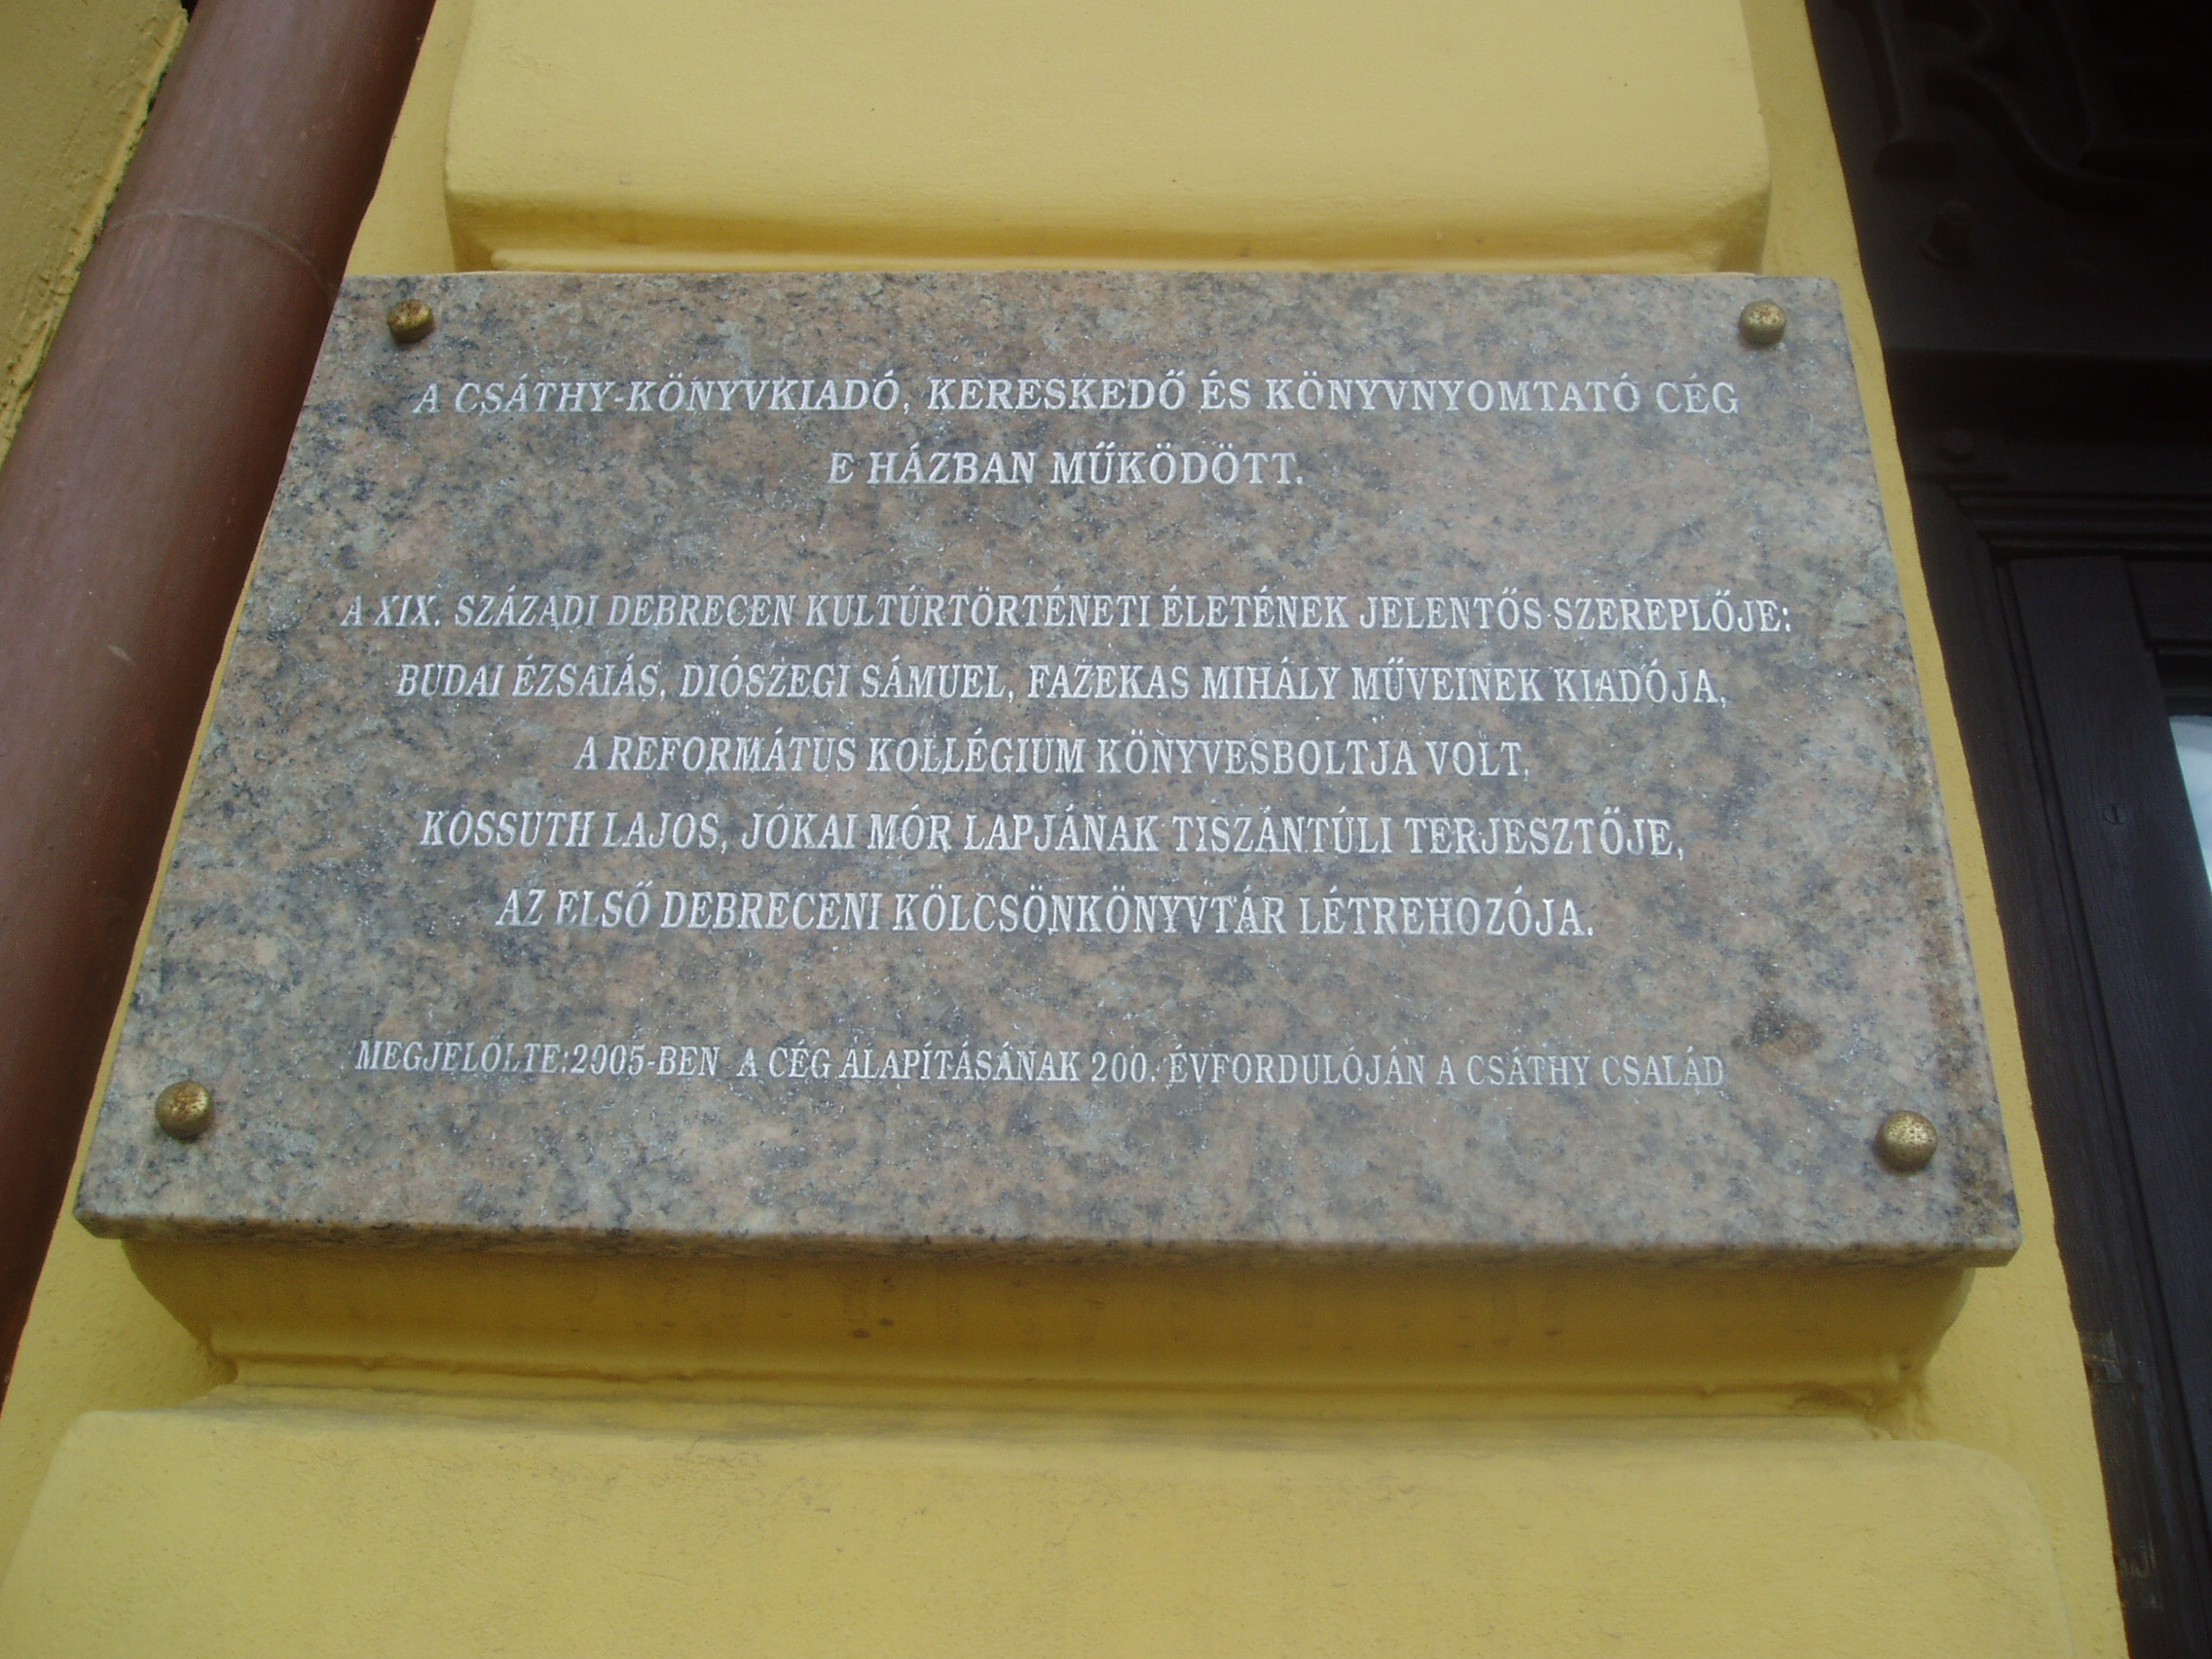 A CSÁTHY-KÖNYVKIADÓ, KERESKEDŐ ÉS KÖNYVNYOMTATÓ CÉG
E HÁZBAN MŰKÖDÖTT.
A XIX. SZÁZADI DEBRECEN KULTÚRTÖRTÉNETI ÉLETÉNEK JELENTŐS SZEREPLŐJE:
BUDAI ÉZSAIÁS, DIÓSZEGI SÁMUEL, FAZEKAS MIHÁLY MŰVEINEK KIADÓJA,
A REFORMÁTUS KOLLÉGIUM KÖNYVESBOLTJA VOLT,
KOSSUTH LAJOS, JÓKAI MÓR LAPJÁNAK TISZÁNTÚLI TERJESZTŐJE,
AZ ELSŐ DEBRECENI KÖLCSÖNKÖNYVTÁR LÉTREHOZÓJA.
MEGJELÖLTE:2005-BEN A CÉG ALAPÍTÁSÁNAK 200. ÉVFORDULÓJÁN A CSÁTHY CSALÁD